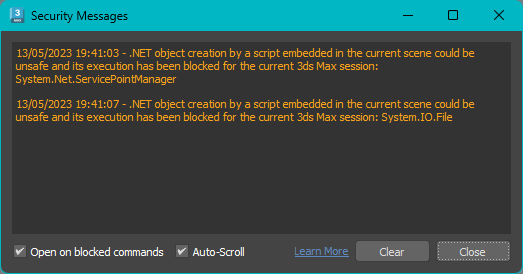 3
MAX
Security Messages
13/05/2023 19:41:03 - .NET object creation by a script embedded in the current scene could be
unsafe and its execution has been blocked for the current 3ds Max session:
System.Net.ServicePointManager
13/05/2023 19:41:07 - .NET object creation by a script embedded in the current scene could be
unsafe and its execution has been blocked for the current 3ds Max session: System.IO.File
Open on blocked commands
Auto-Scroll
Learn More
Clear
Close